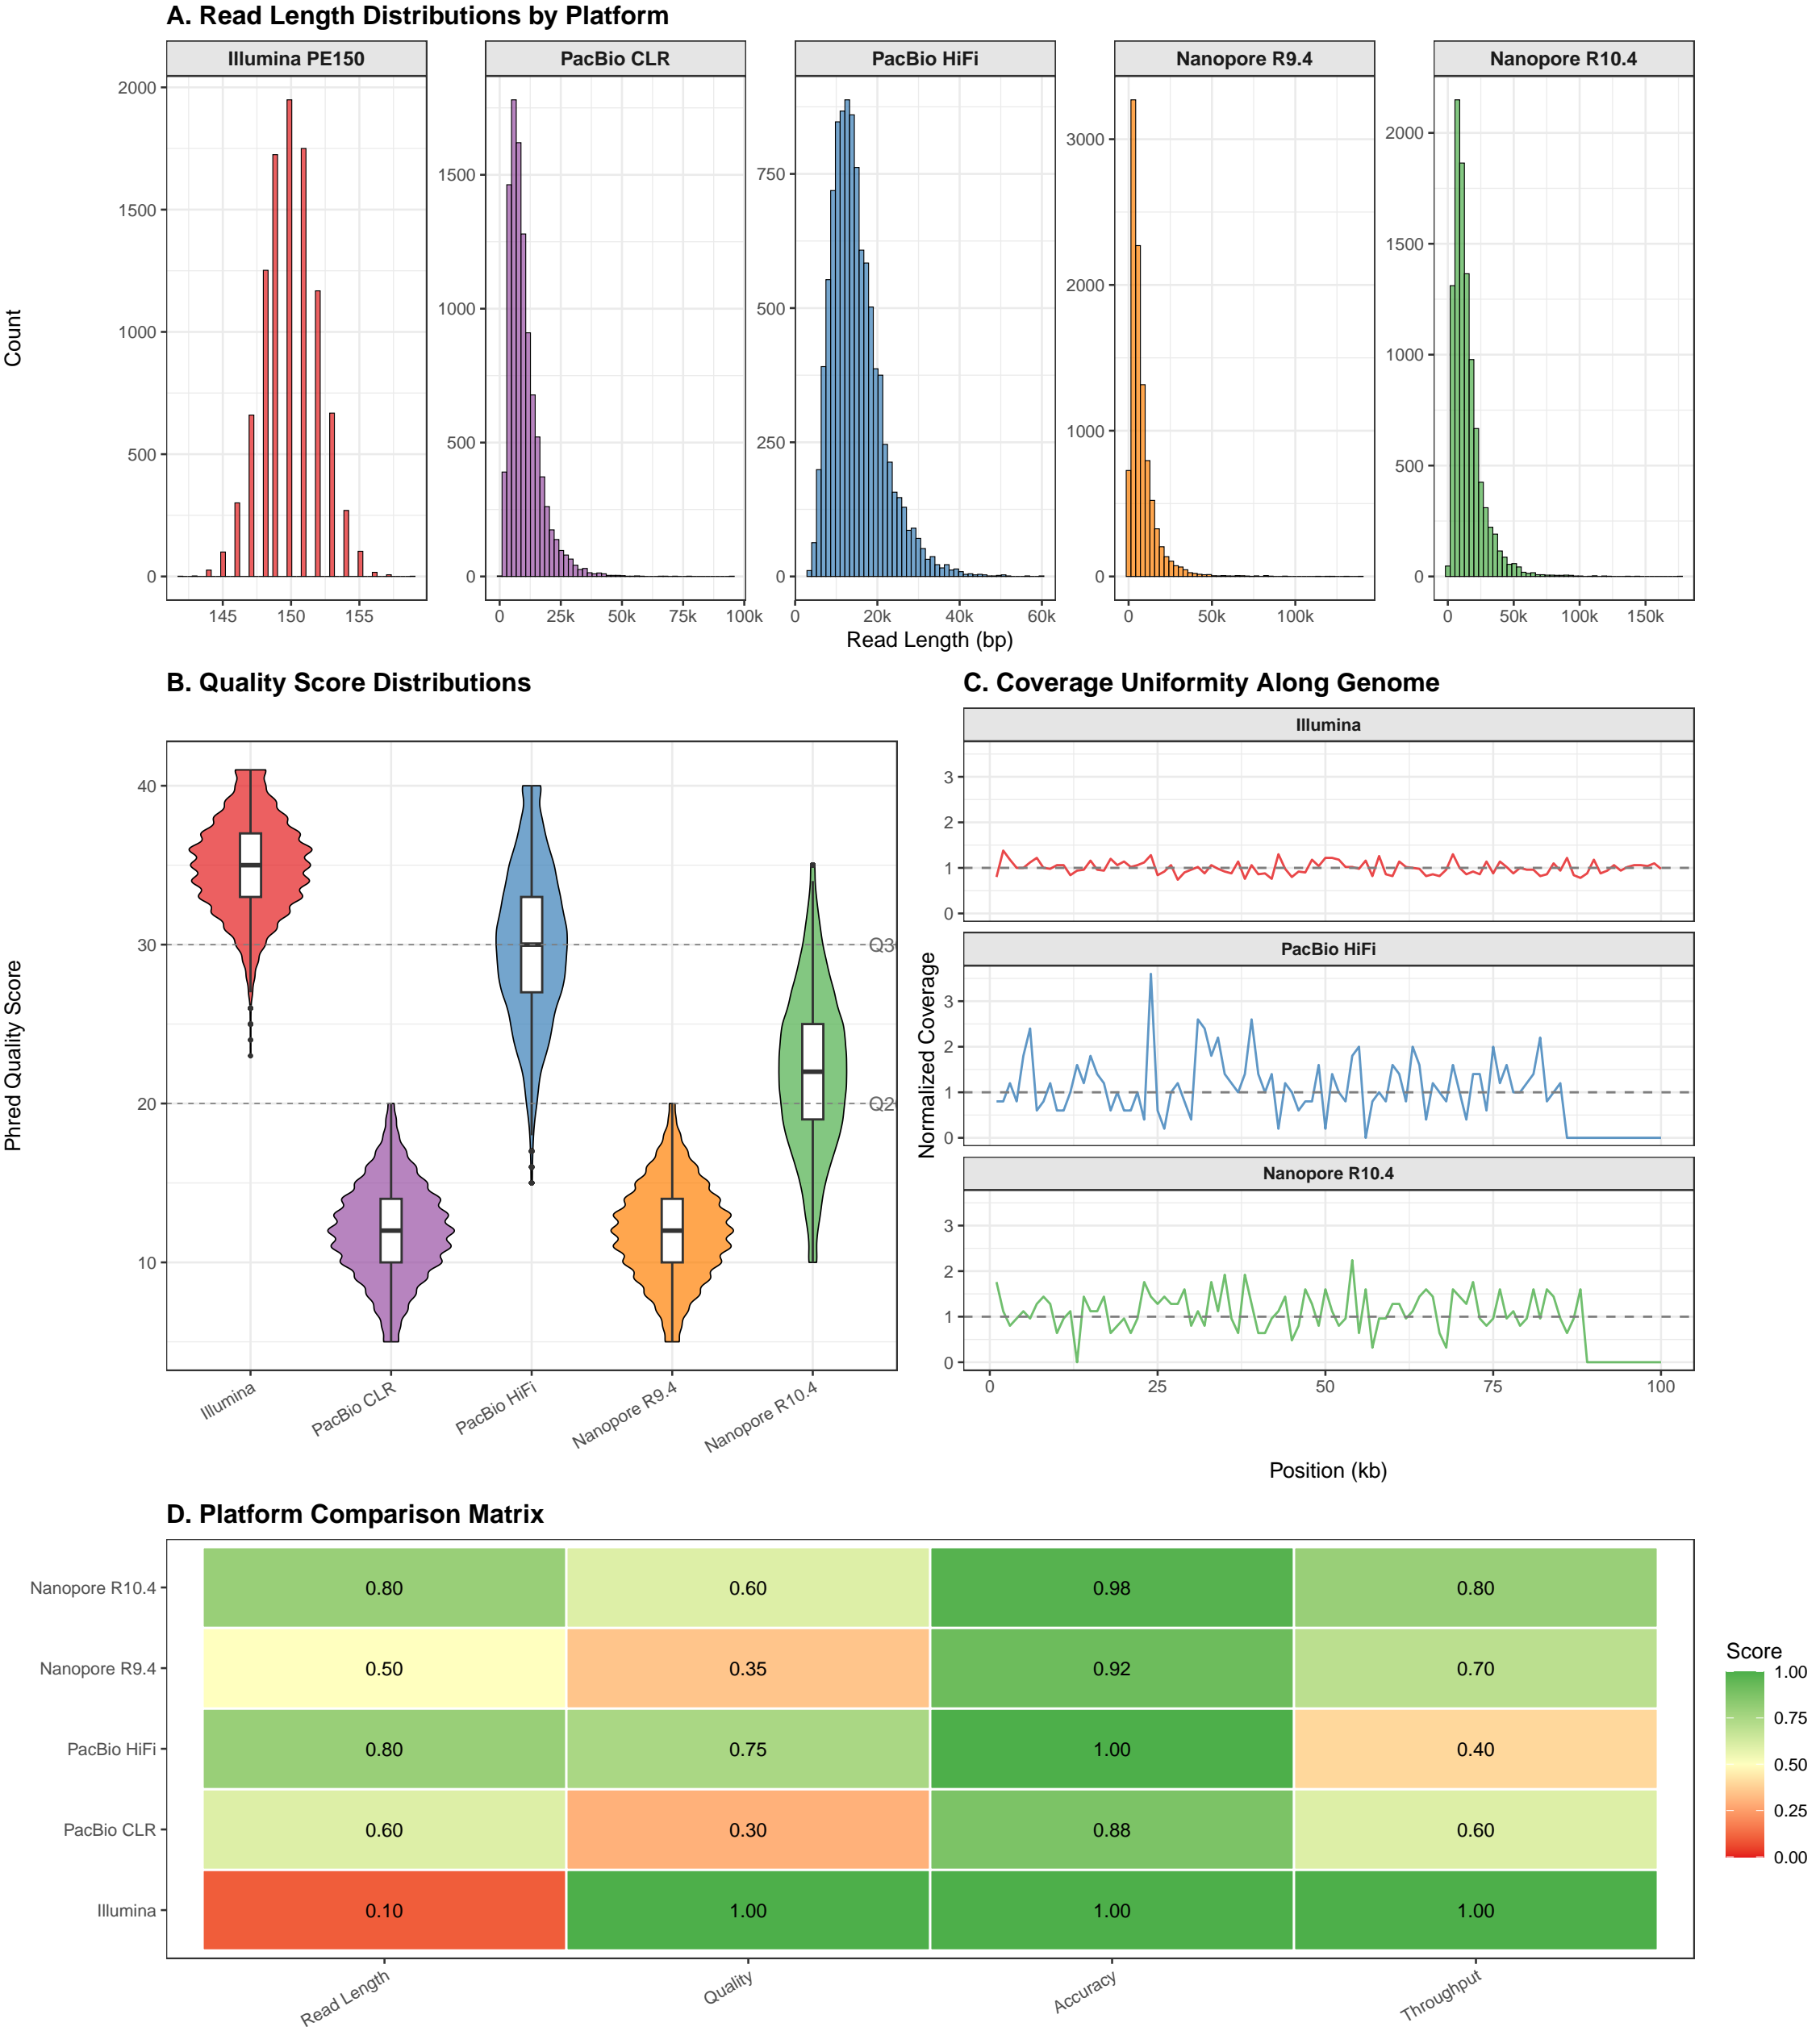 A. Read Length Distributions by Platform
Illumina PE150 PacBio CLR PacBio HiFi Nanopore R9.4 Nanopore R10.4
Count
2000
1500
1000
500
0
145 150 155
1500
1000
500
0
0 25k 50k 75k 100k
750
500
250
0
0 20k 40k 60k
3000
2000
1000
0
0 50k 100k
2000
1500
1000
500
0
0 50k 100k 150k
Read Length (bp)
B. Quality Score Distributions
Phred Quality Score
40
30
20
10
Q3
Q2
Illumina
PacBio CLR
PacBio HiFi
Nanopore R9.4
Nanopore R10.4
C. Coverage Uniformity Along Genome
Normalized Coverage
Illumina
3
2
1
0
PacBio HiFi
3
2
1
0
Nanopore R10.4
3
2
1
0
0 25 50 75 100
Position (kb)
D. Platform Comparison Matrix
Nanopore R10.4 0.80 0.60 0.98 0.80
Nanopore R9.4 0.50 0.35 0.92 0.70
PacBio HiFi 0.80 0.75 1.00 0.40
PacBio CLR 0.60 0.30 0.88 0.60
Illumina 0.10 1.00 1.00 1.00
Read Length
Quality
Accuracy
Throughput
Score
1.00
0.75
0.50
0.25
0.00